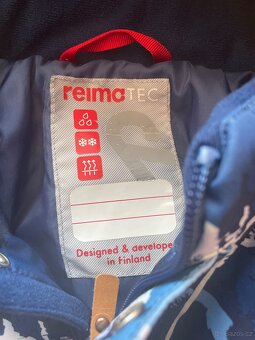 reimaTEC
Designed & develope
in Finland